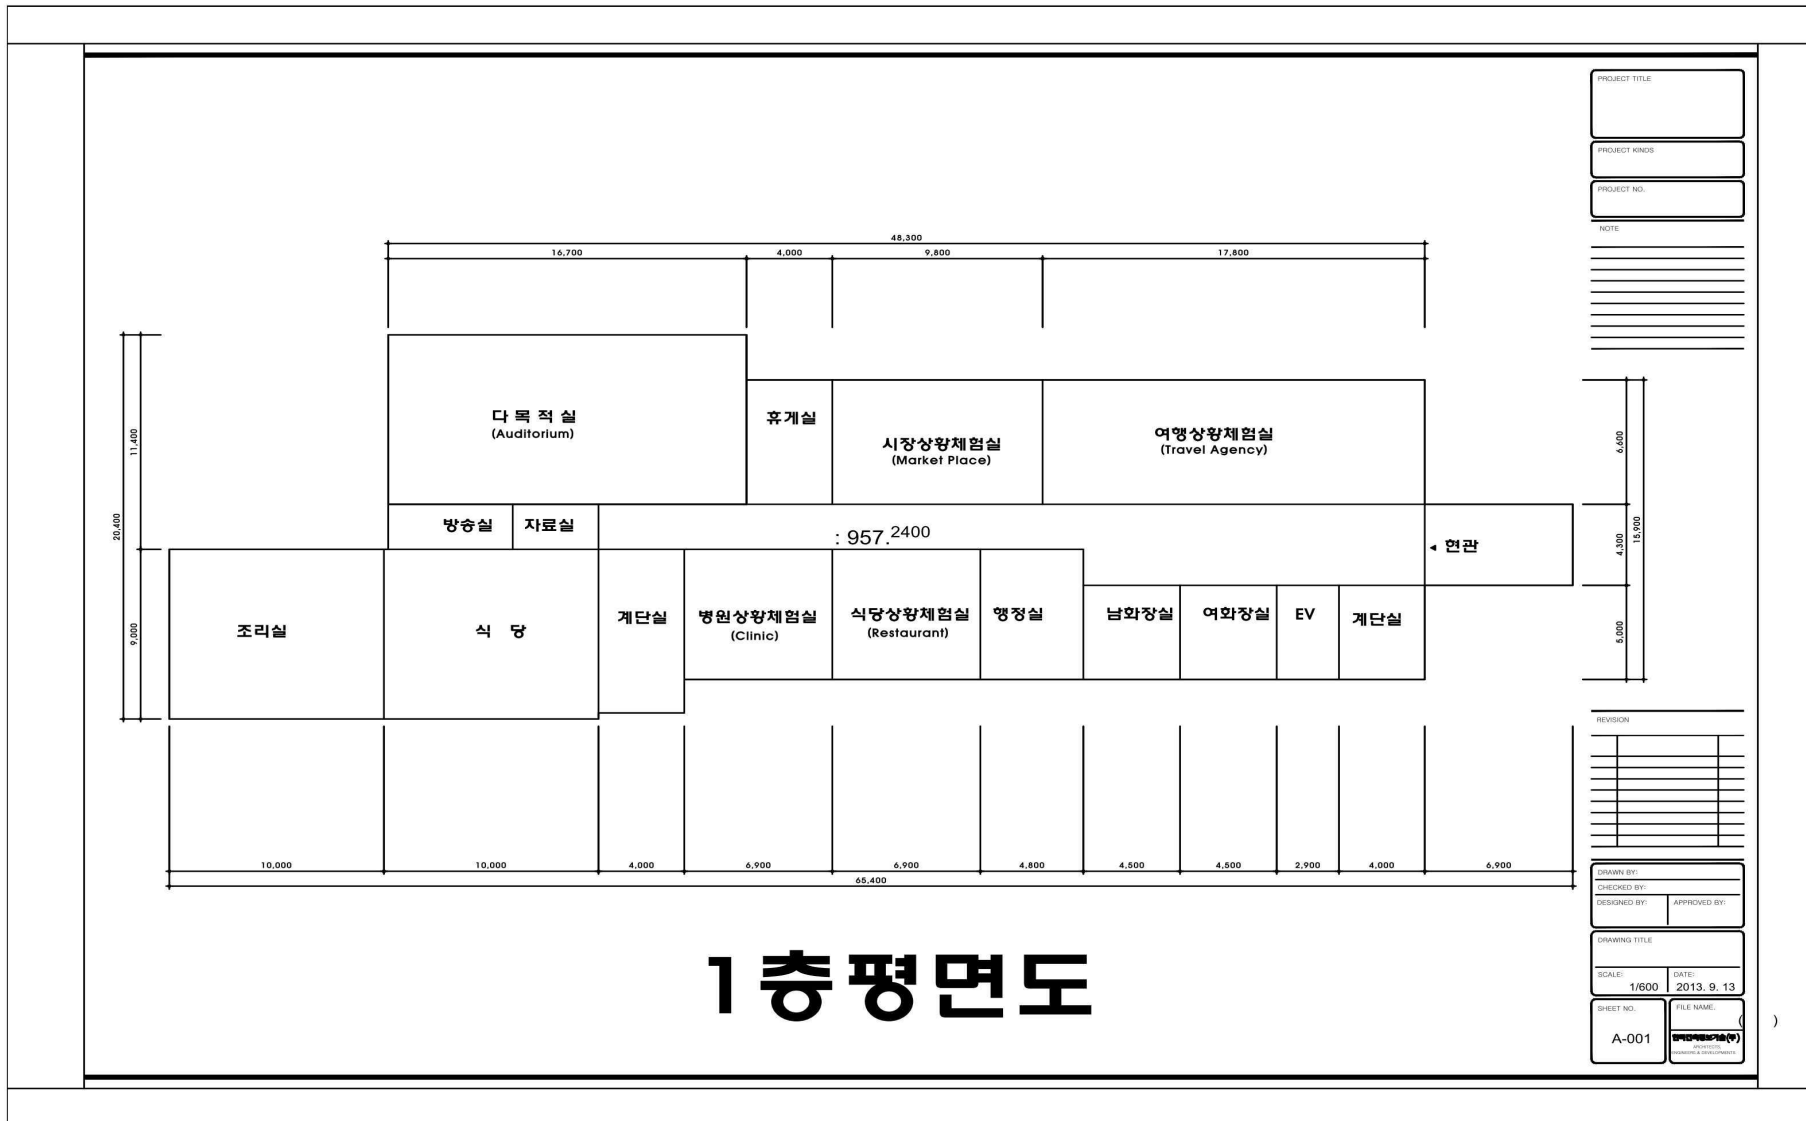 PROJECT TITLE
PROJECT KINDS
PROJECT NO.
NOTE
48,300
16,700
4,000
9,800
17,800
다 목 적 실
(Auditorium)
휴게실
시장상황체험실
(Market Place)
여행상황체험실
(Travel Agency)
11,400
20,400
9,000
6,600
4,300
15,900
5,000
방송실
자료실
: 957.2400
현관
조리실
식 당
계단실
병원상황체험실
(Clinic)
식당상황체험실
(Restaurant)
행정실
남화장실
여화장실
EV
계단실
REVISION
10,000
10,000
4,000
6,900
6,900
4,800
4,500
4,500
2,900
4,000
6,900
65,400
1층평면도
DRAWN BY:
CHECKED BY:
DESIGNED BY:
APPROVED BY:
DRAWING TITLE
SCALE:
1/600
DATE:
2013. 9. 13
SHEET NO.
A-001
FILE NAME.
( )
ARCHITECTS,
ENGINEERS & DEVELOPMENTS